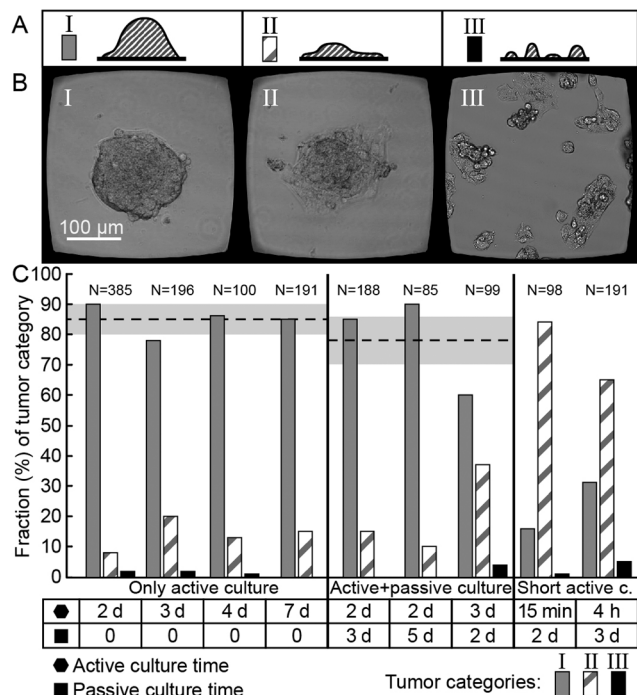 A I II III
B I II III
100 µm
C
Fraction (%) of tumor category
100
90
80
70
60
50
40
30
20
10
0
N=385 N=196 N=100 N=191 N=188 N=85 N=99 N=98 N=191
Only active culture Active+passive culture Short active c.
2 d 3 d 4 d 7 d 2 d 2 d 3 d 15 min 4 h
0 0 0 0 3 d 5 d 2 d 2 d 3 d
Active culture time
Passive culture time
Tumor categories: I II III